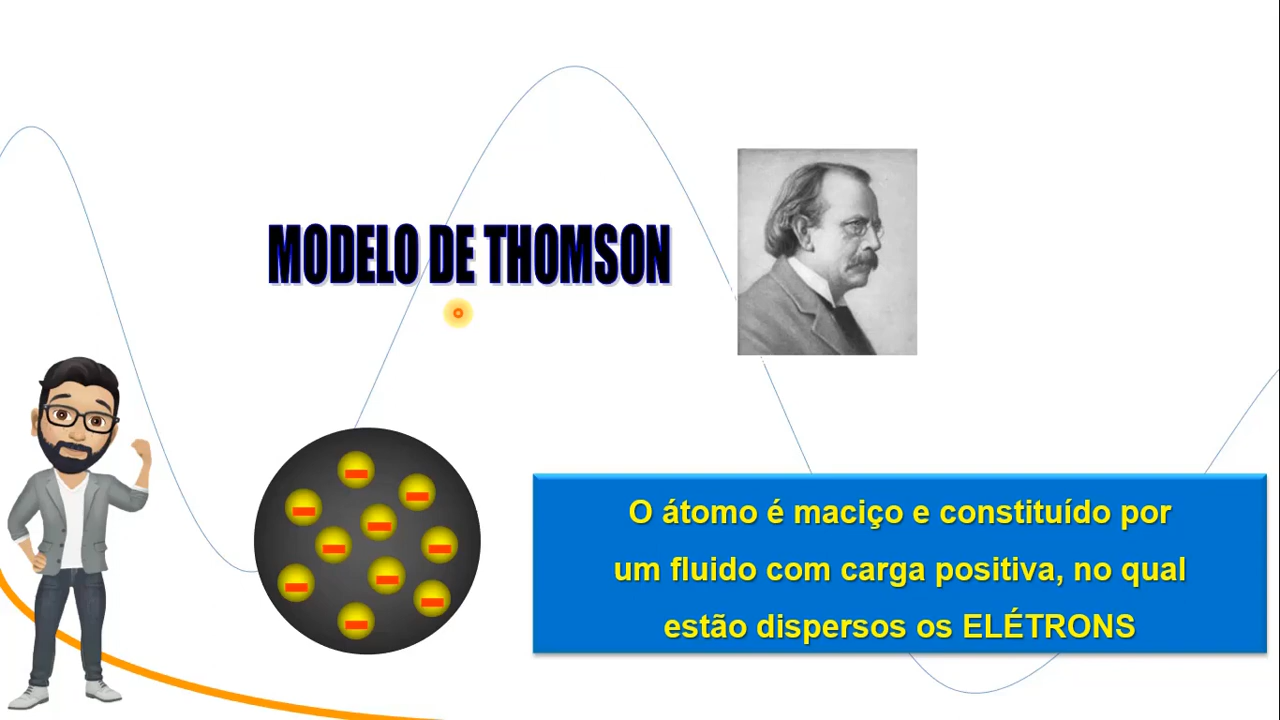 MODELO DE THOMSON
O átomo é maciço e constituído por
um fluido com carga positiva, no qual
estão dispersos os ELÉTRONS